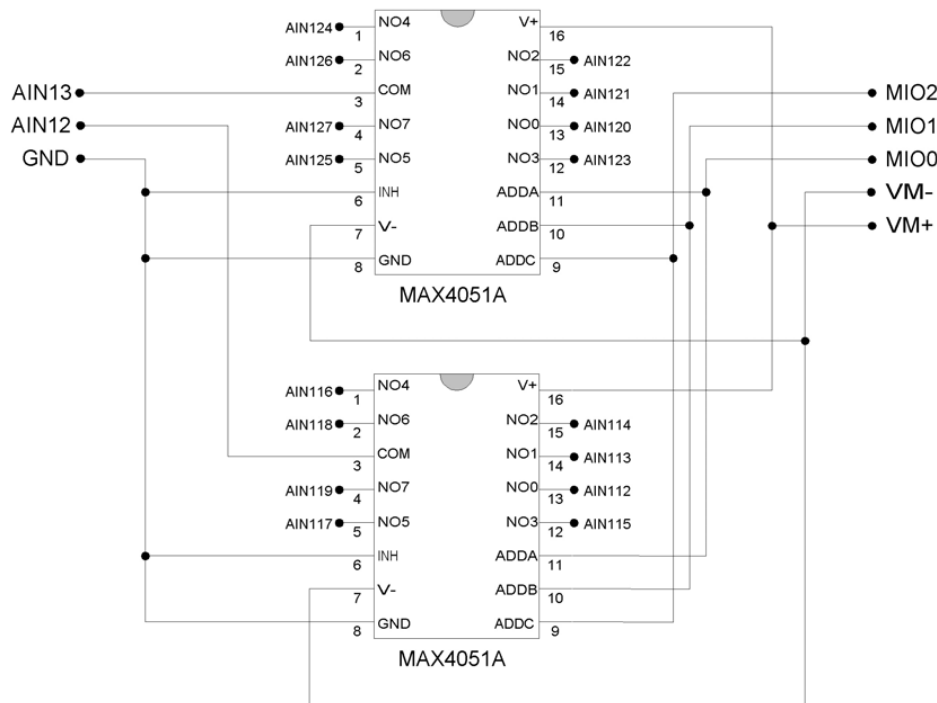 AIN124 1 NO4 V+ 16
AIN126 2 NO6 NO2 15 AIN122
AIN13 3 COM NO1 14 AIN121 MIO2
AIN12 AIN127 4 NO7 NO0 13 AIN120 MIO1
GND AIN125 5 NO5 NO3 12 AIN123 MIO0
6 INH ADDA 11 VM-
7 V- ADDB 10 VM+
8 GND ADDC 9
MAX4051A
AIN116 1 NO4 V+ 16
AIN118 2 NO6 NO2 15 AIN114
3 COM NO1 14 AIN113
AIN119 4 NO7 NO0 13 AIN112
AIN117 5 NO5 NO3 12 AIN115
6 INH ADDA 11
7 V- ADDB 10
8 GND ADDC 9
MAX4051A